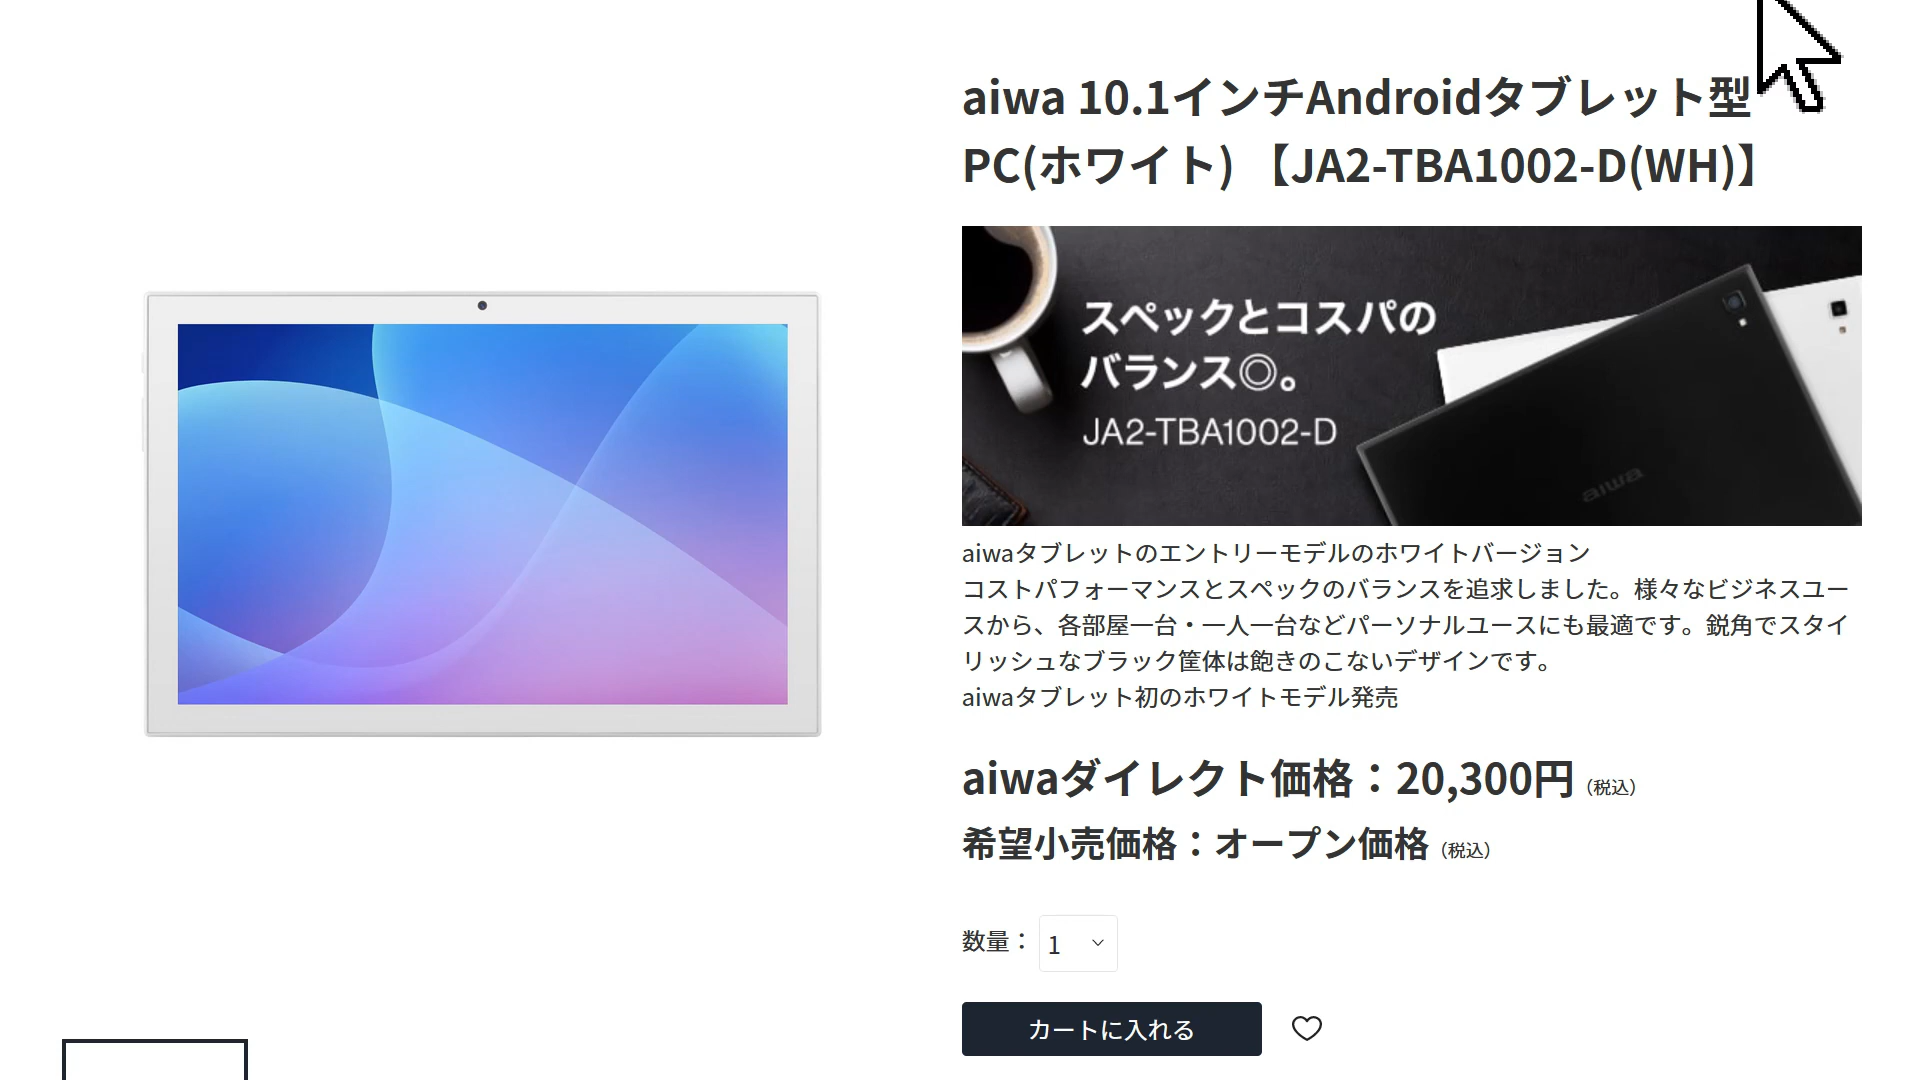 aiwa 10.1インチAndroidタブレット型
PC(ホワイト) 【JA2-TBA1002-D(WH)】
スペックとコスパの
バランス◎。
JA2-TBA1002-D
aiwa
aiwaタブレットのエントリーモデルのホワイトバージョン
コストパフォーマンスとスペックのバランスを追求しました。様々なビジネスユー
スから、各部屋一台・一人一台などパーソナルユースにも最適です。鋭角でスタイ
リッシュなブラック筐体は飽きのこないデザインです。
aiwaタブレット初のホワイトモデル発売
aiwaダイレクト価格：20,300円 （税込）
希望小売価格：オープン価格 （税込）
数量： 1
カートに入れる